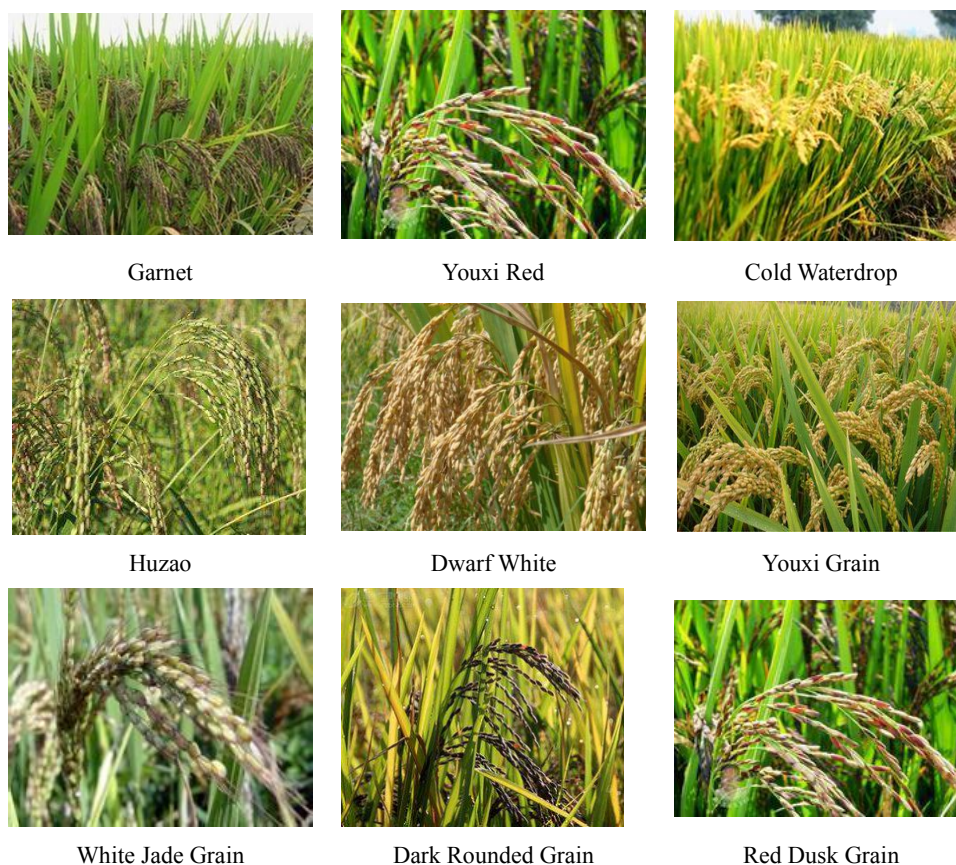 Garnet
Youxi Red
Cold Waterdrop
Huzao
Dwarf White
Youxi Grain
White Jade Grain
Dark Rounded Grain
Red Dusk Grain